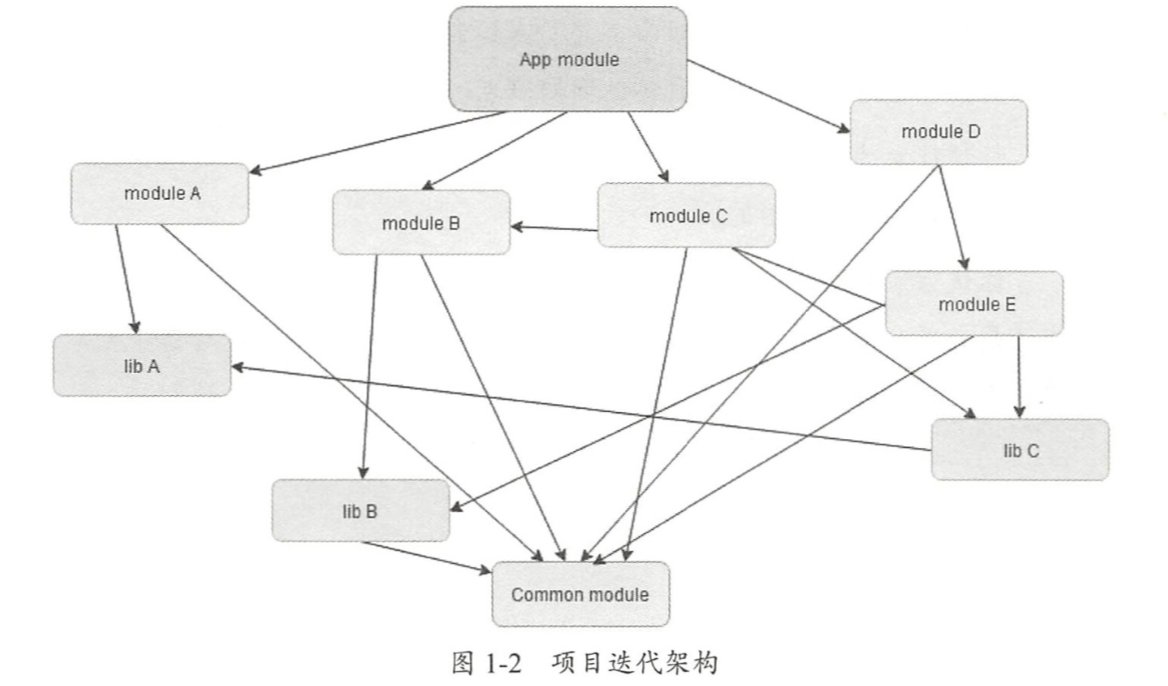 App module
module D
module A
module B
module C
module E
lib A
lib C
lib B
Common module
图 1-2 项目迭代架构